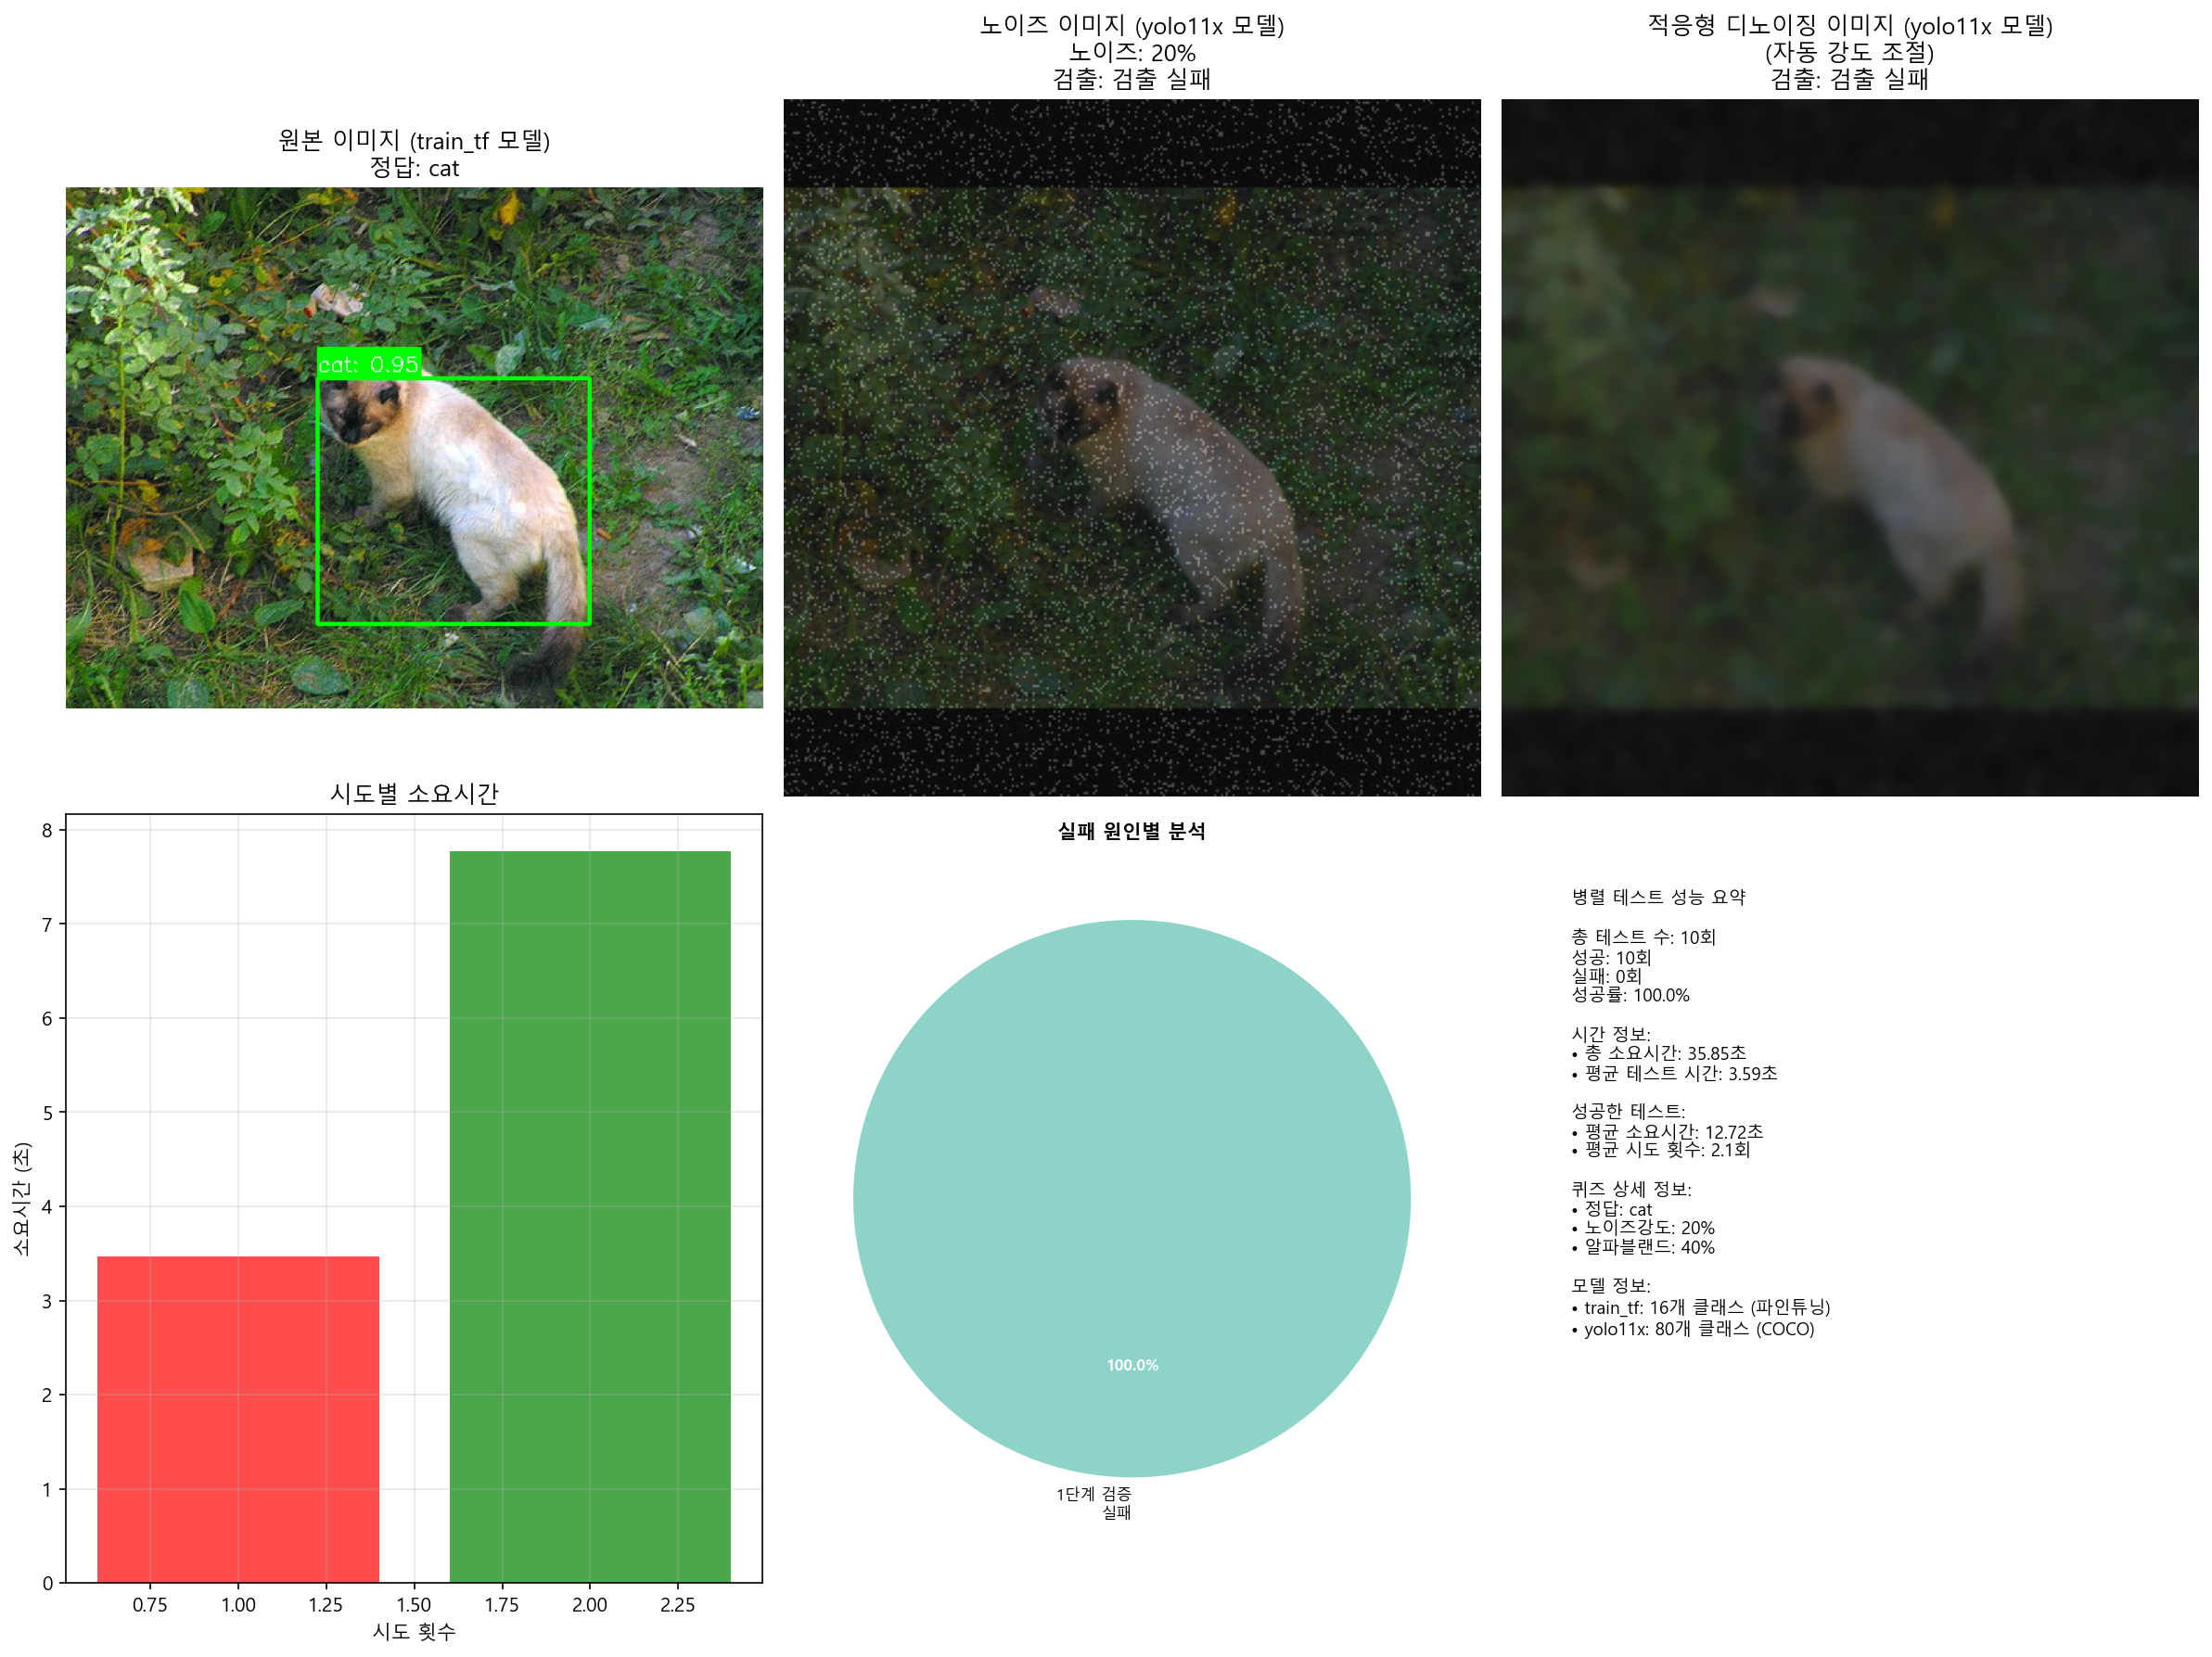 원본 이미지 (train_tf 모델)
정답: cat
cat: 0.95
노이즈 이미지 (yolo11x 모델)
노이즈: 20%
검출: 검출 실패
적응형 디노이징 이미지 (yolo11x 모델)
(자동 강도 조절)
검출: 검출 실패
시도별 소요시간
소요시간 (초)
8
7
6
5
4
3
2
1
0
0.75
1.00
1.25
1.50
1.75
2.00
2.25
시도 횟수
실패 원인별 분석
100.0%
1단계 검증
실패
병렬 테스트 성능 요약
총 테스트 수: 10회
성공: 10회
실패: 0회
성공률: 100.0%
시간 정보:
• 총 소요시간: 35.85초
• 평균 테스트 시간: 3.59초
성공한 테스트:
• 평균 소요시간: 12.72초
• 평균 시도 횟수: 2.1회
퀴즈 상세 정보:
• 정답: cat
• 노이즈강도: 20%
• 알파블랜드: 40%
모델 정보:
• train_tf: 16개 클래스 (파인튜닝)
• yolo11x: 80개 클래스 (COCO)